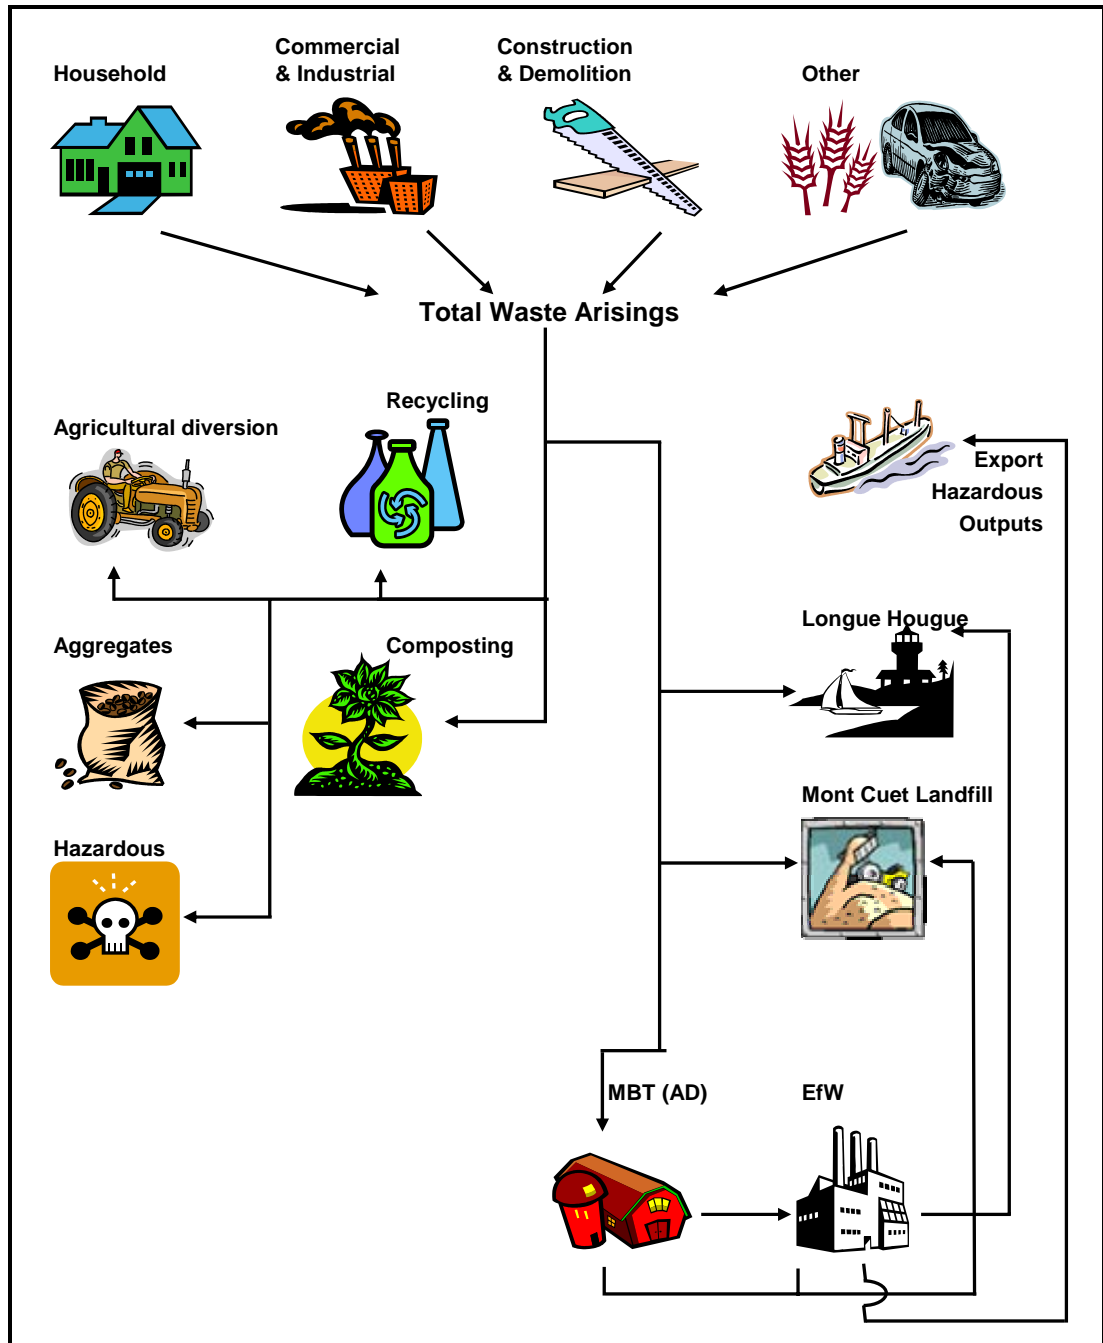 Household
Commercial
& Industrial
Construction
& Demolition
Other
Total Waste Arisings
Agricultural diversion
Recycling
Export
Hazardous
Outputs
Aggregates
Composting
Longue Hougue
Mont Cuet Landfill
Hazardous
MBT (AD)
EfW